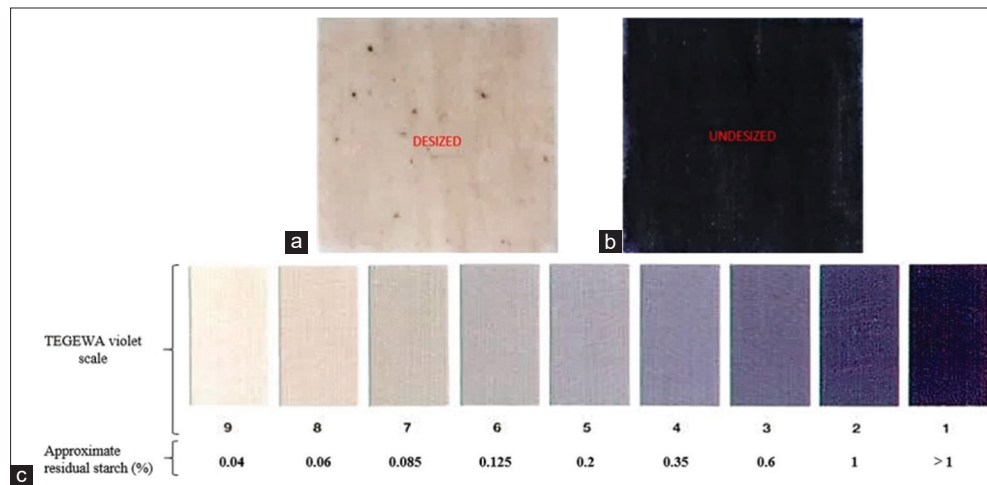 DESIZED
UNDESIZED
a
b
TEGEWA violet
scale
9 8 7 6 5 4 3 2 1
Approximate
residual starch (%)
0.04 0.06 0.085 0.125 0.2 0.35 0.6 1 >1
c